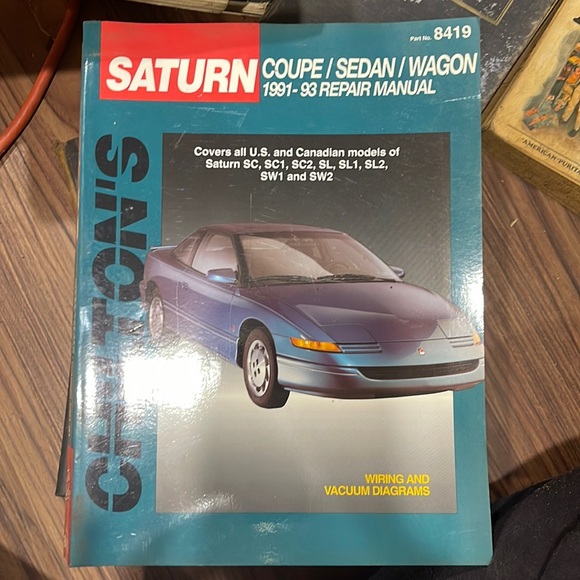 Part No. 8419
SATURN COUPE / SEDAN / WAGON
1991-93 REPAIR MANUAL
CHILTON'S
Covers all U.S. and Canadian models of
Saturn SC, SC1, SC2, SL, SL1, SL2,
SW1 and SW2
WIRING AND
VACUUM DIAGRAMS